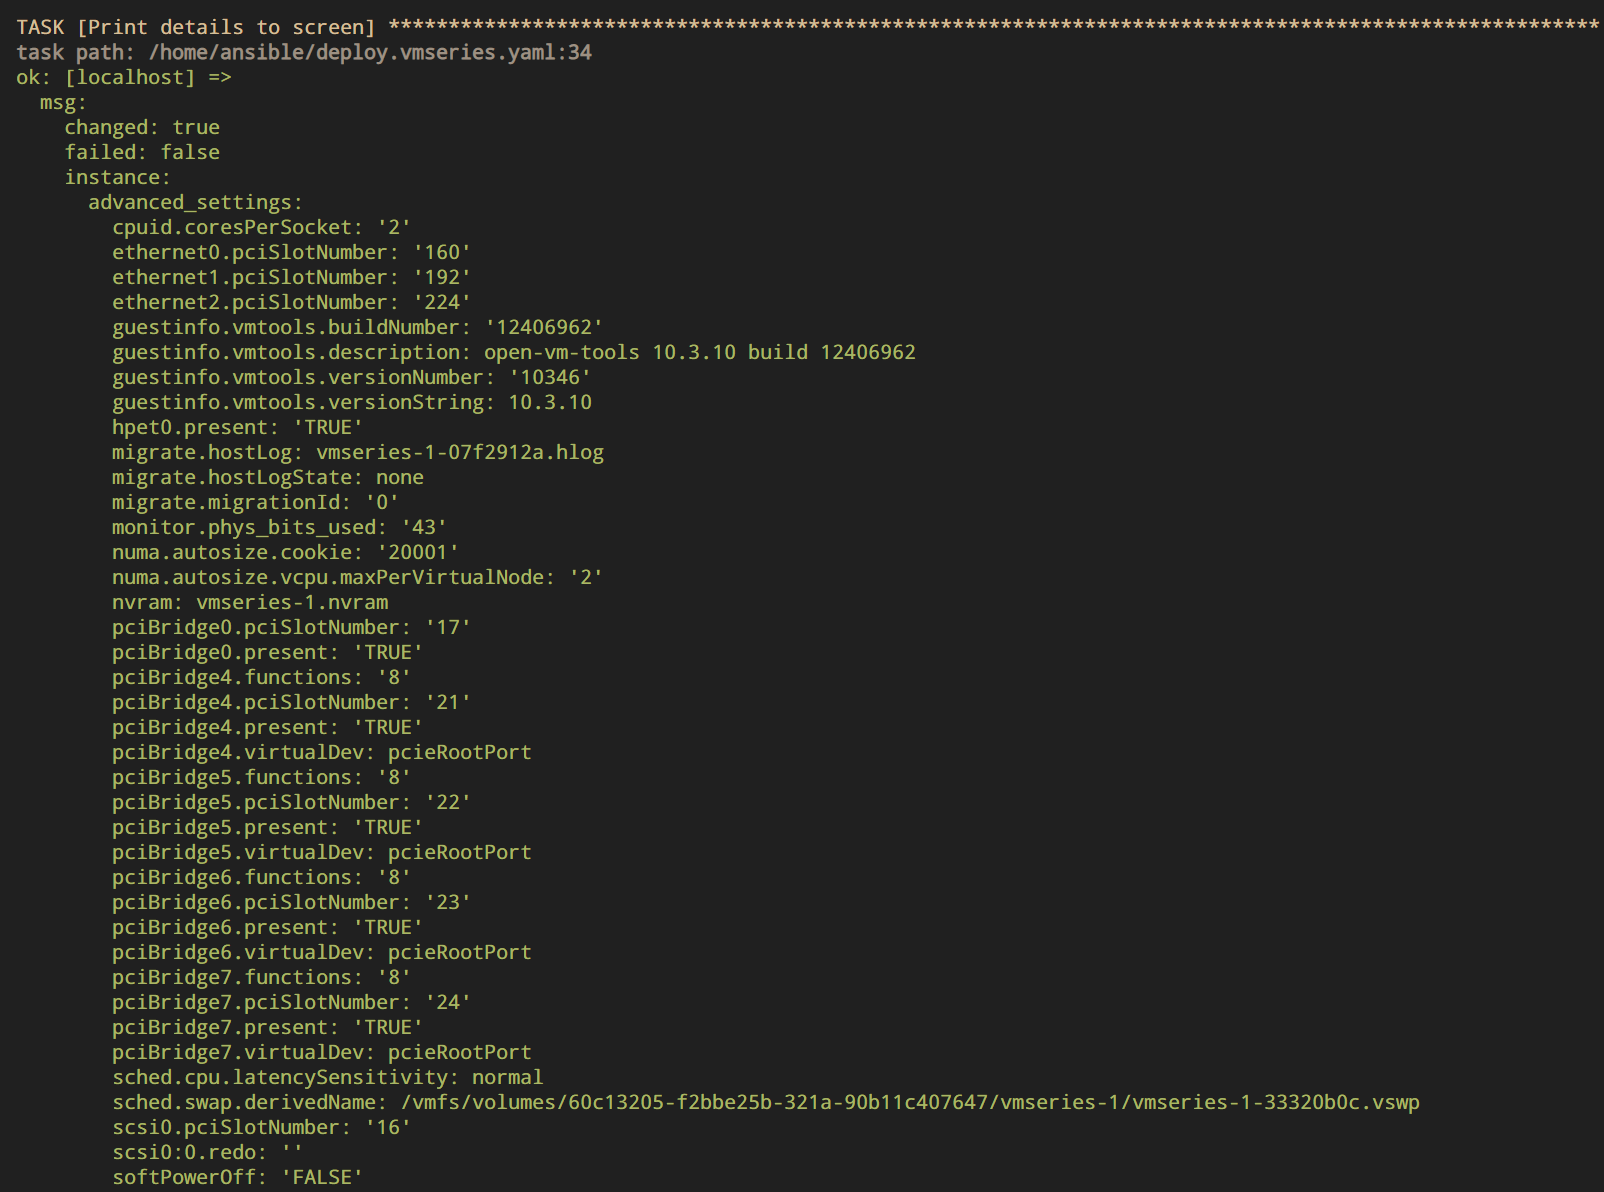 TASK [Print details to screen] *****************************************************************************************************
task path: /home/ansible/deploy.vmseries.yaml:34
ok: [localhost] =>
  msg:
    changed: true
    failed: false
    instance:
      advanced_settings:
        cpuid.coresPerSocket: '2'
        ethernet0.pciSlotNumber: '160'
        ethernet1.pciSlotNumber: '192'
        ethernet2.pciSlotNumber: '224'
        guestinfo.vmtools.buildNumber: '12406962'
        guestinfo.vmtools.description: open-vm-tools 10.3.10 build 12406962
        guestinfo.vmtools.versionNumber: '10346'
        guestinfo.vmtools.versionString: 10.3.10
        hpet0.present: 'TRUE'
        migrate.hostLog: vmseries-1-07f2912a.hlog
        migrate.hostLogState: none
        migrate.migrationId: '0'
        monitor.phys_bits_used: '43'
        numa.autosize.cookie: '20001'
        numa.autosize.vcpu.maxPerVirtualNode: '2'
        nvram: vmseries-1.nvram
        pciBridge0.pciSlotNumber: '17'
        pciBridge0.present: 'TRUE'
        pciBridge4.functions: '8'
        pciBridge4.pciSlotNumber: '21'
        pciBridge4.present: 'TRUE'
        pciBridge4.virtualDev: pcieRootPort
        pciBridge5.functions: '8'
        pciBridge5.pciSlotNumber: '22'
        pciBridge5.present: 'TRUE'
        pciBridge5.virtualDev: pcieRootPort
        pciBridge6.functions: '8'
        pciBridge6.pciSlotNumber: '23'
        pciBridge6.present: 'TRUE'
        pciBridge6.virtualDev: pcieRootPort
        pciBridge7.functions: '8'
        pciBridge7.pciSlotNumber: '24'
        pciBridge7.present: 'TRUE'
        pciBridge7.virtualDev: pcieRootPort
        sched.cpu.latencySensitivity: normal
        sched.swap.derivedName: /vmfs/volumes/60c13205-f2bbe25b-321a-90b11c407647/vmseries-1/vmseries-1-33320b0c.vswp
        scsi0.pciSlotNumber: '16'
        scsi0:0.redo: ''
        softPowerOff: 'FALSE'